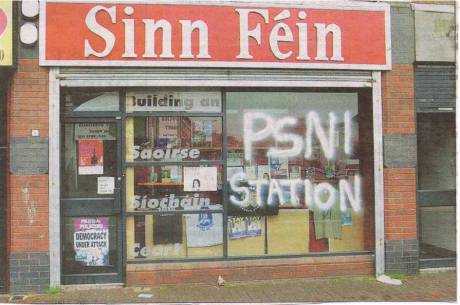 Sinn Féin
Building an
PSNI
Saoirse
STATION
Síocháin
Ceart
DEMOCRACY
UNDER ATTACK